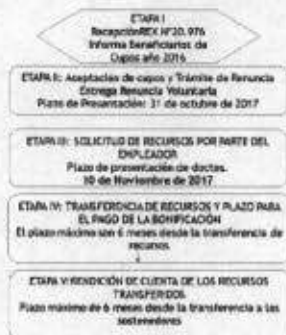 ETAPA I
Recepción REX N°20.976
Informa Beneficiarios de
Cupos año 2016
ETAPA II: Aceptación de cupos y Trámite de Renuncia
Entrega Renuncia Voluntaria
Plazo de Presentación: 31 de octubre de 2017
ETAPA III: SOLICITUD DE RECURSOS POR PARTE DEL
EMPLEADOR
Plazo de presentación de doctos.
10 de Noviembre de 2017
ETAPA IV: TRANSFERENCIA DE RECURSOS Y PLAZO PARA
EL PAGO DE LA BONIFICACIÓN
El plazo máximo son 6 meses desde la transferencia de
recursos
ETAPA V: RENDICIÓN DE CUENTA DE LOS RECURSOS
TRANSFERIDOS
Plazo máximo de 6 meses desde la transferencia a los
sostenedores